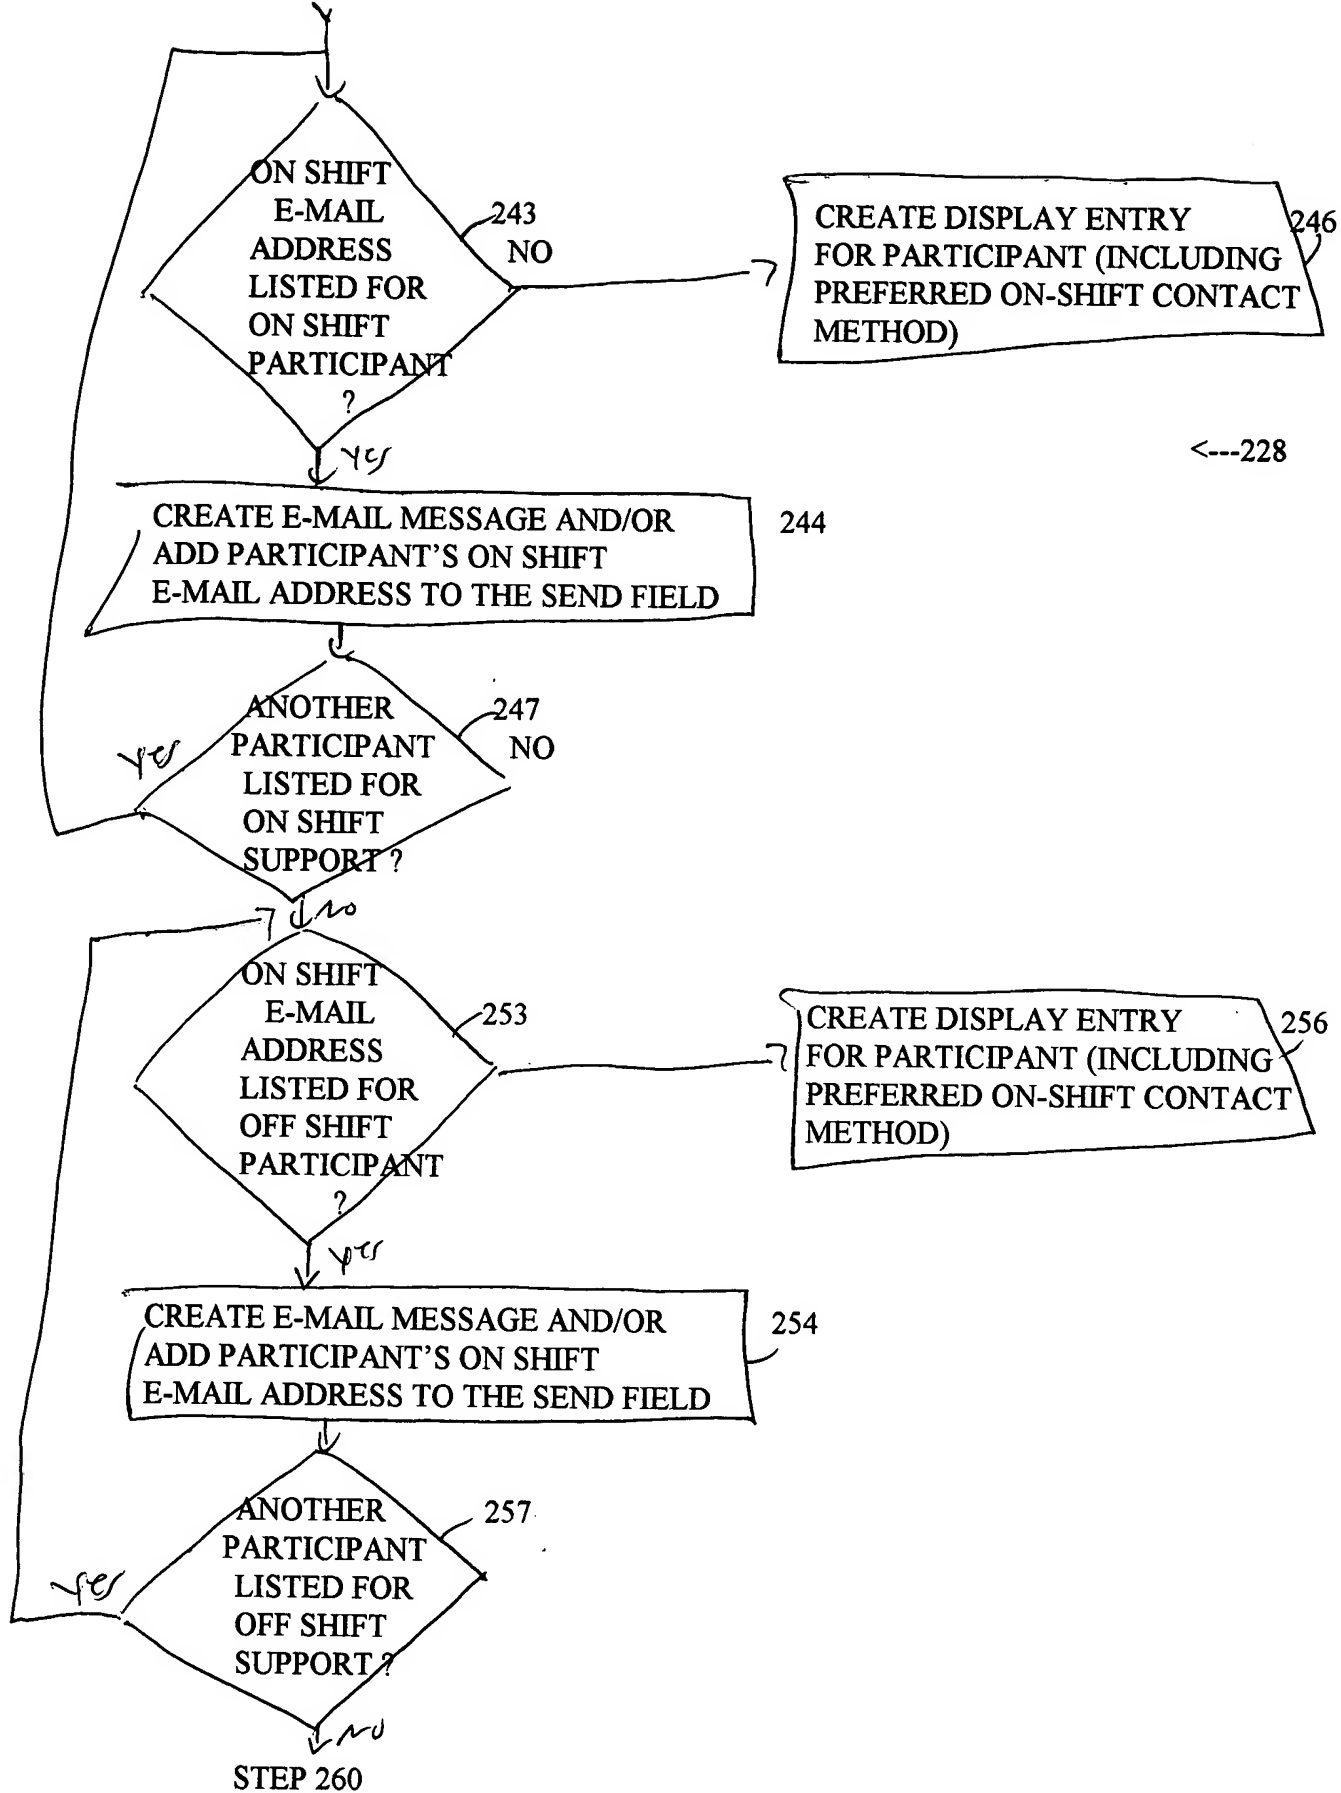 ON SHIFT
E-MAIL
ADDRESS
LISTED FOR
ON SHIFT
PARTICIPANT
?
243
NO
CREATE DISPLAY ENTRY
FOR PARTICIPANT (INCLUDING
PREFERRED ON-SHIFT CONTACT
METHOD)
246
<---228
Yes
CREATE E-MAIL MESSAGE AND/OR
ADD PARTICIPANT'S ON SHIFT
E-MAIL ADDRESS TO THE SEND FIELD
244
ANOTHER
PARTICIPANT
LISTED FOR
ON SHIFT
SUPPORT ?
247
NO
Yes
No
ON SHIFT
E-MAIL
ADDRESS
LISTED FOR
OFF SHIFT
PARTICIPANT
?
253
CREATE DISPLAY ENTRY
FOR PARTICIPANT (INCLUDING
PREFERRED ON-SHIFT CONTACT
METHOD)
256
yes
CREATE E-MAIL MESSAGE AND/OR
ADD PARTICIPANT'S ON SHIFT
E-MAIL ADDRESS TO THE SEND FIELD
254
ANOTHER
PARTICIPANT
LISTED FOR
OFF SHIFT
SUPPORT ?
257
yes
No
STEP 260